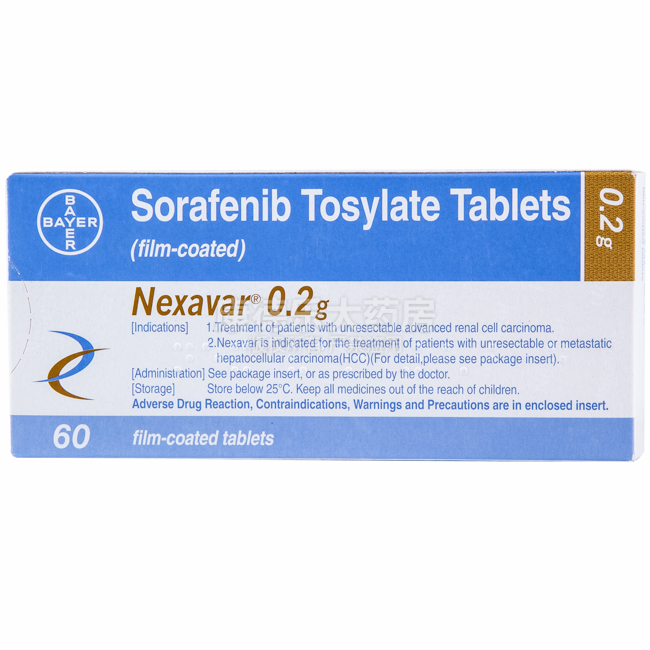 BAYER
BAYER
Sorafenib Tosylate Tablets
(film-coated)
0.2g
Nexavar® 0.2g
[Indications] 1.Treatment of patients with unresectable advanced renal cell carcinoma.
2.Nexavar is indicated for the treatment of patients with unresectable or metastatic
hepatocellular carcinoma(HCC)(For detail,please see package insert).
[Administration] See package insert, or as prescribed by the doctor.
[Storage] Store below 25°C. Keep all medicines out of the reach of children.
Adverse Drug Reaction, Contraindications, Warnings and Precautions are in enclosed insert.
60 film-coated tablets
大药房